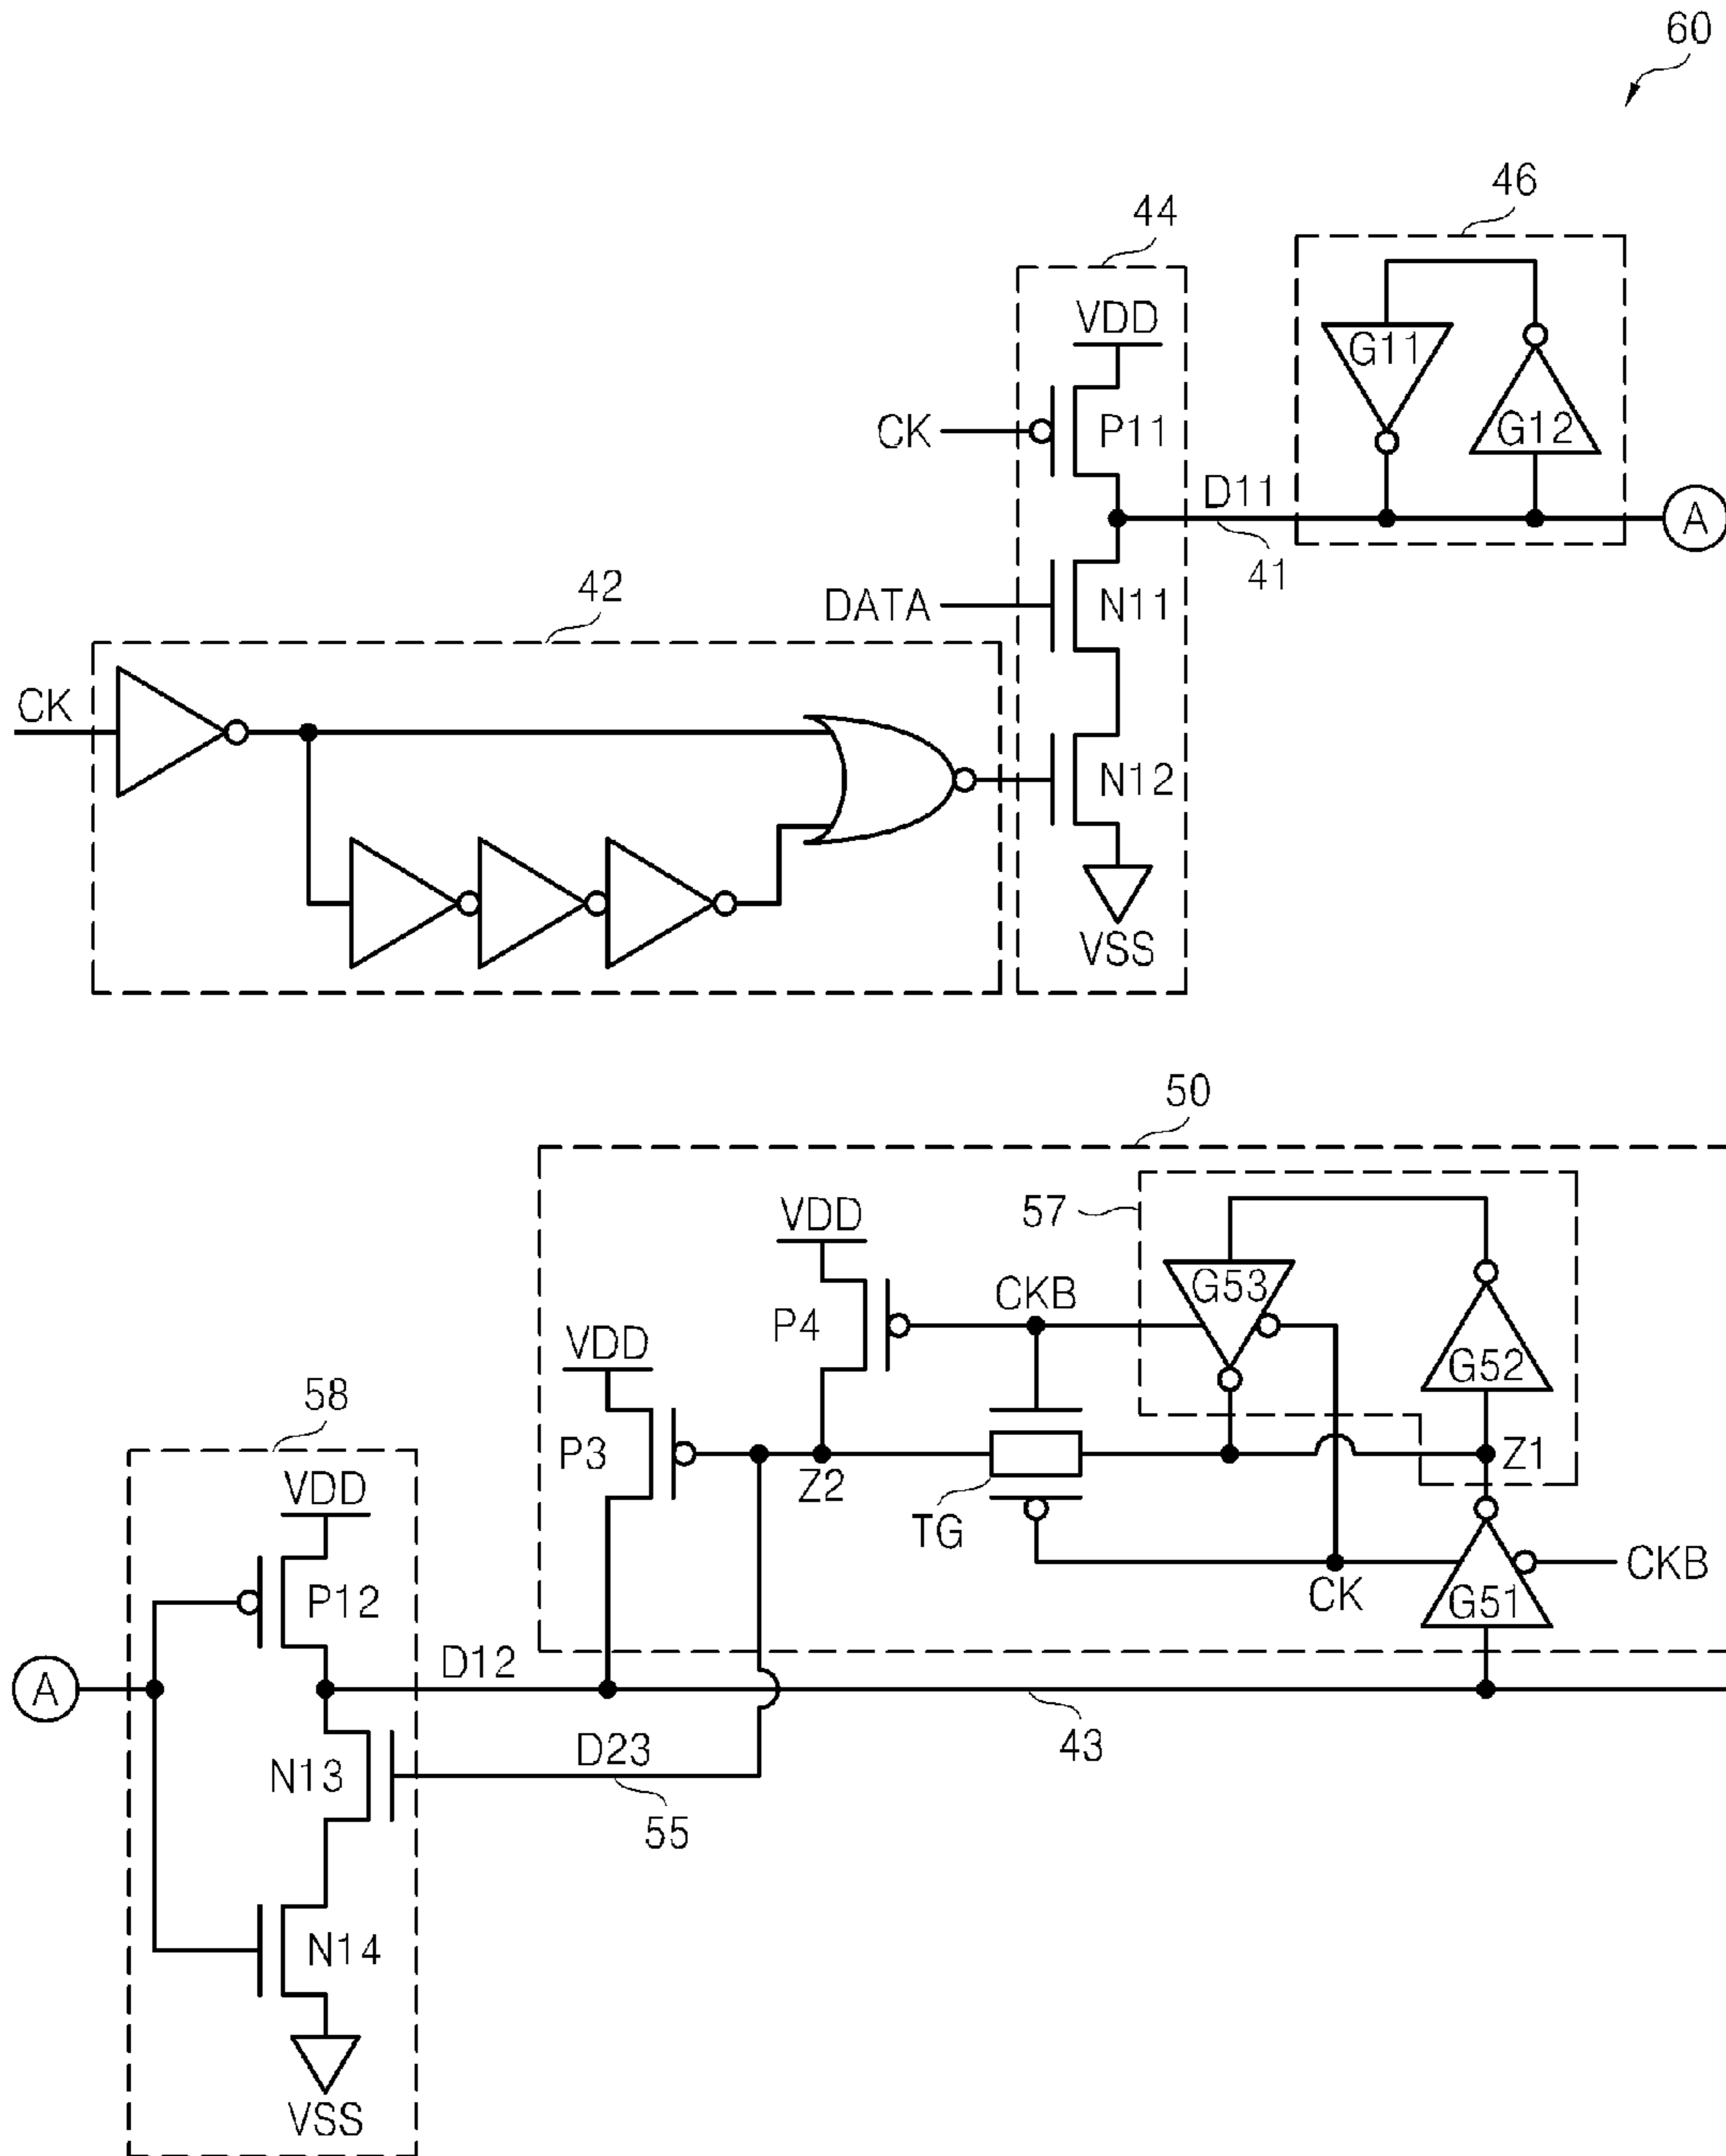 60
46
44
VDD
G11
G12
CK
P11
D11
A
41
42
DATA
N11
CK
N12
VSS
50
57
VDD
G53
CKB
P4
VDD
G52
58
P3
Z1
Z2
VDD
TG
CKB
P12
CK
G51
D12
A
43
D23
N13
55
N14
VSS